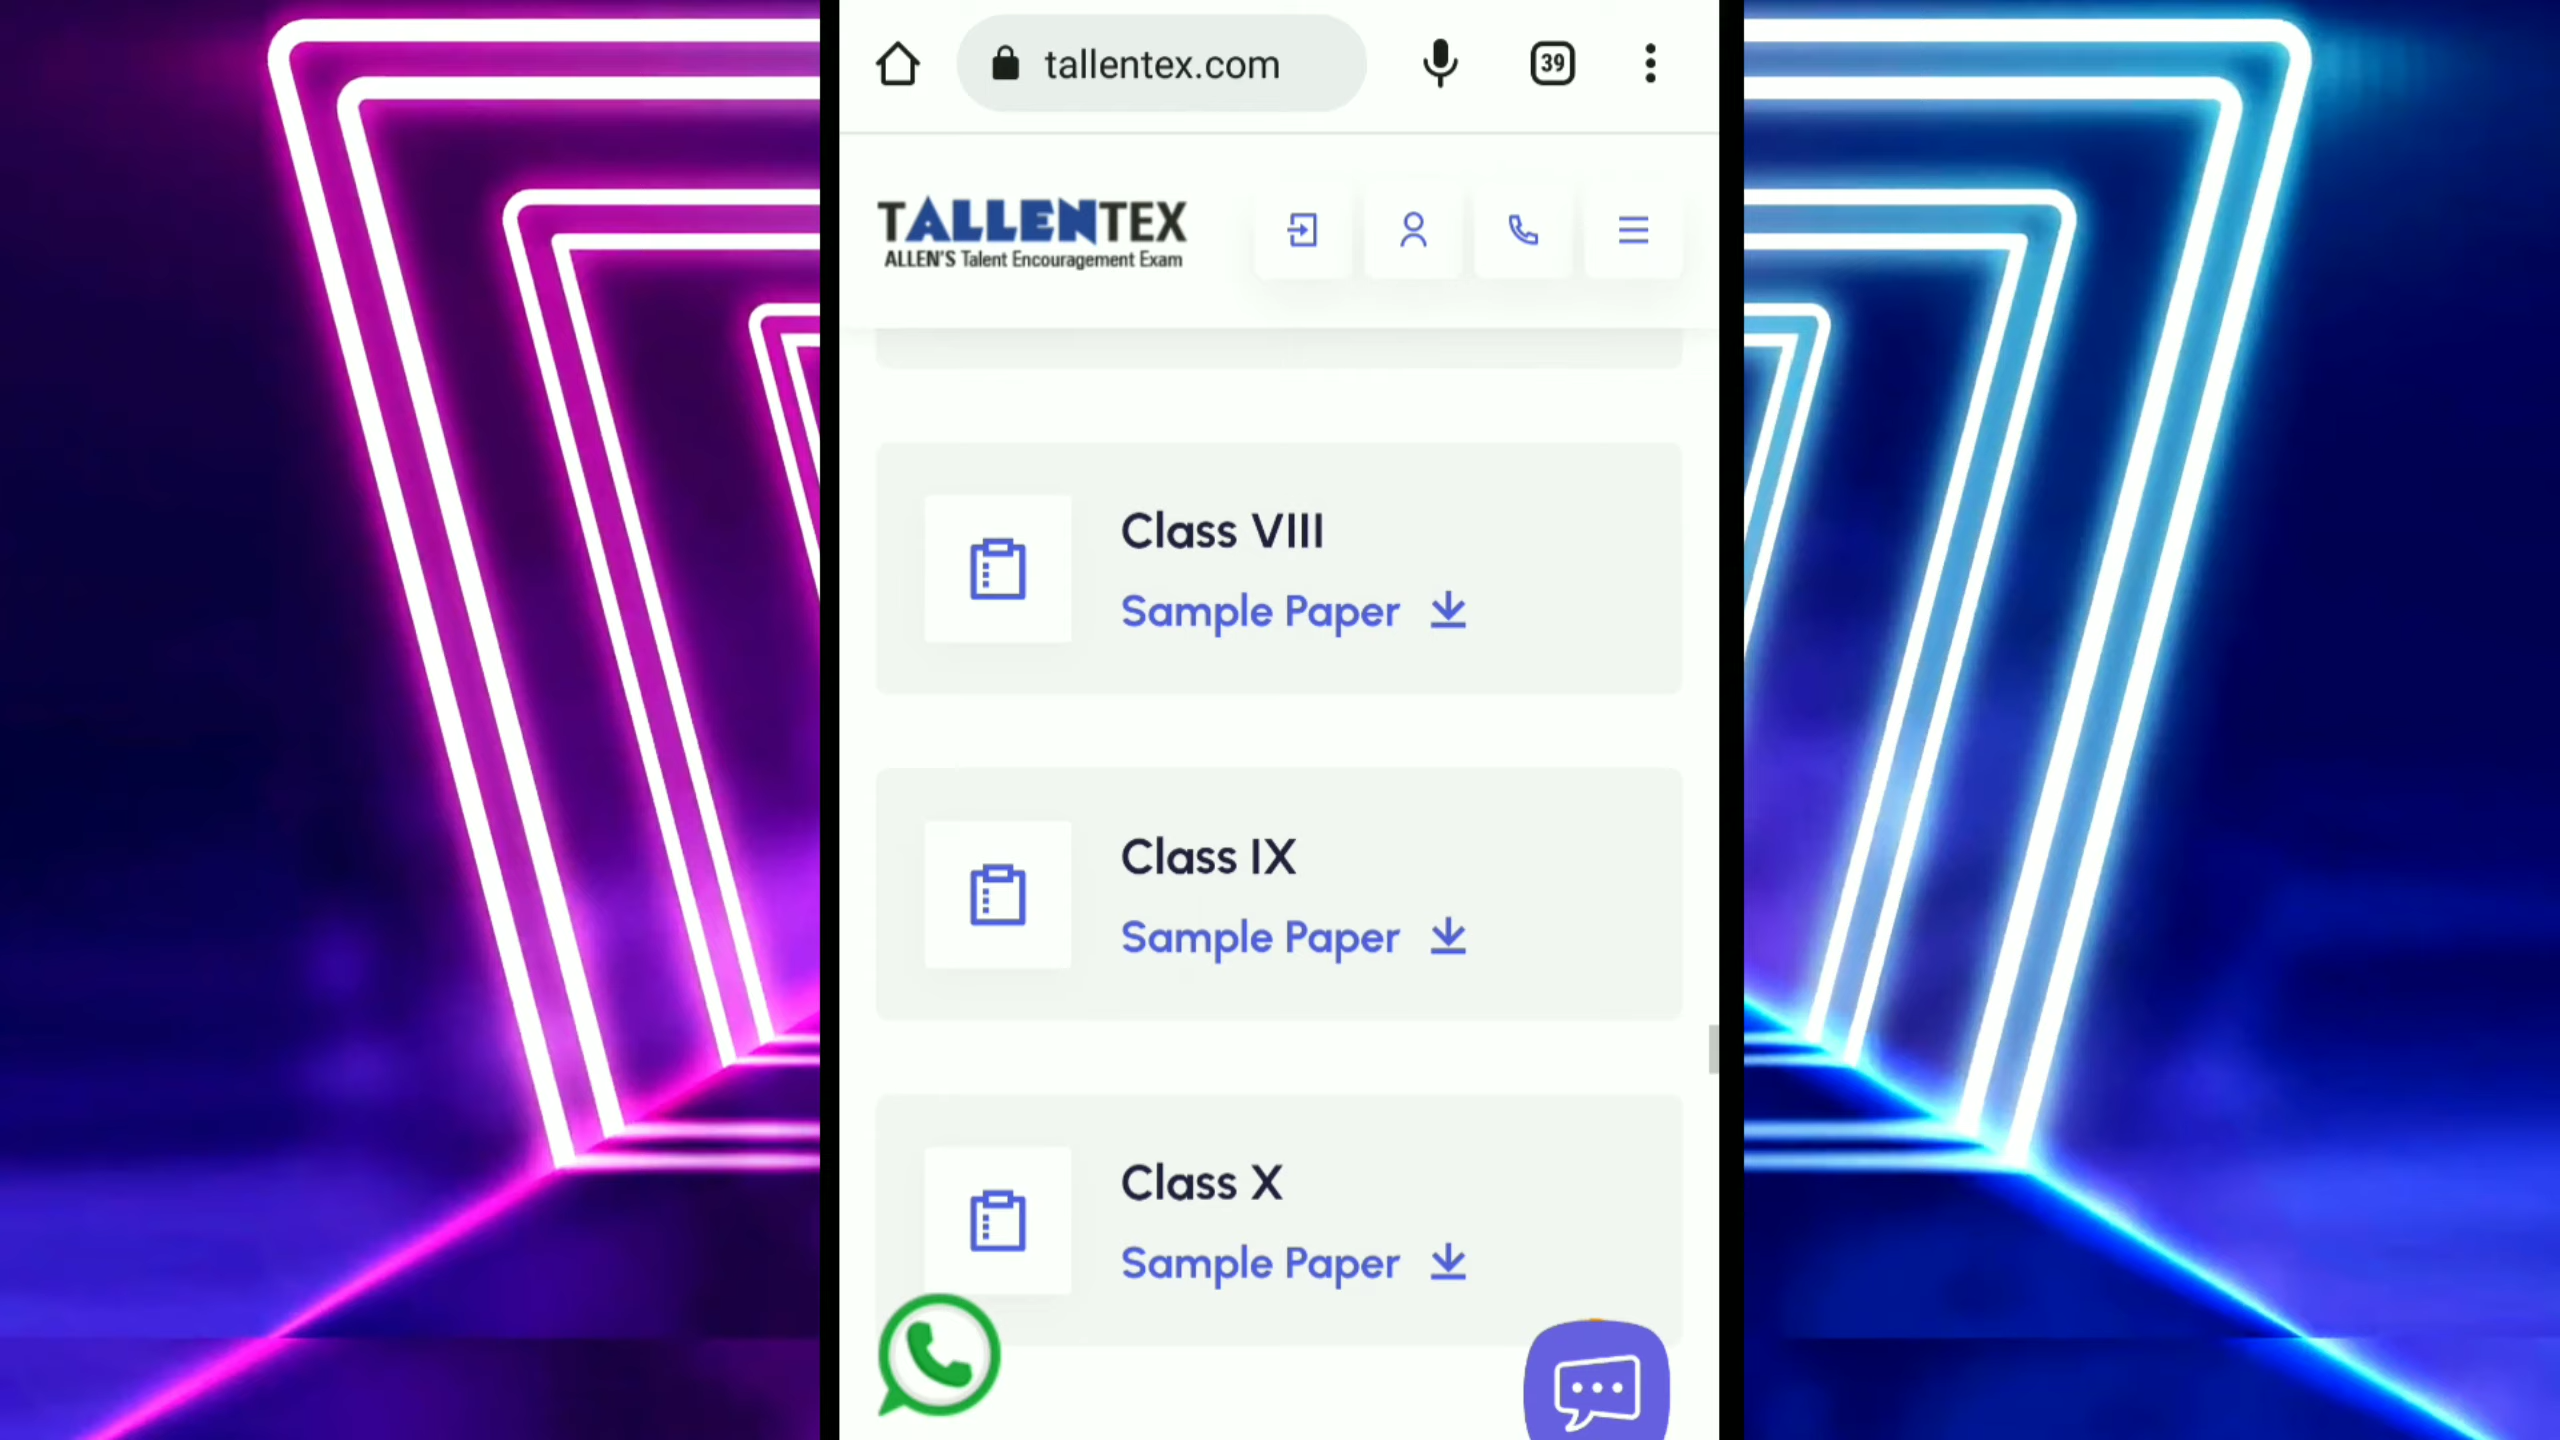 tallentex.com
39
TALLENTEX
ALLEN'S Talent Encouragement Exam
Class VIII
Sample Paper
Class IX
Sample Paper
Class X
Sample Paper